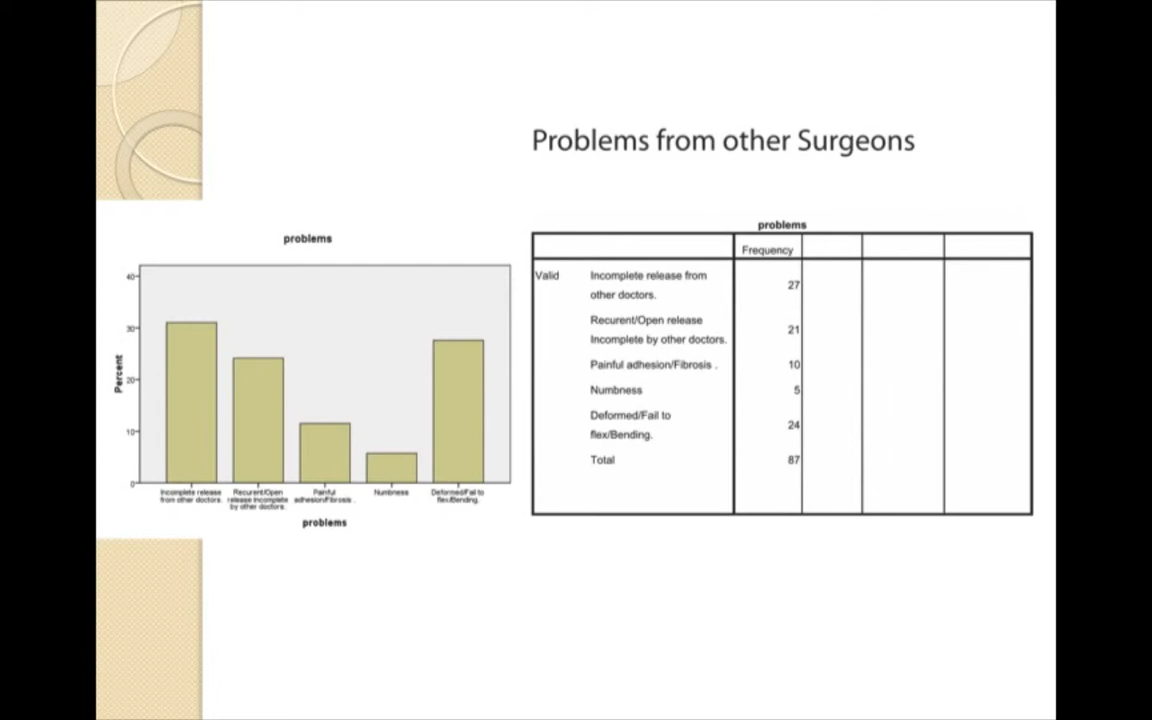 Problems from other Surgeons
problems
40
30
20
10
0
Percent
Incomplete release
from other doctors.
Recurent/Open
release Incomplete
by other doctors.
Painful
adhesion/Fibrosis .
Numbness
Deformed/Fail to
flex/Bending.
problems
problems
Frequency
Valid
Incomplete release from
other doctors.
27
Recurent/Open release
Incomplete by other doctors.
21
Painful adhesion/Fibrosis .
10
Numbness
5
Deformed/Fail to
flex/Bending.
24
Total
87